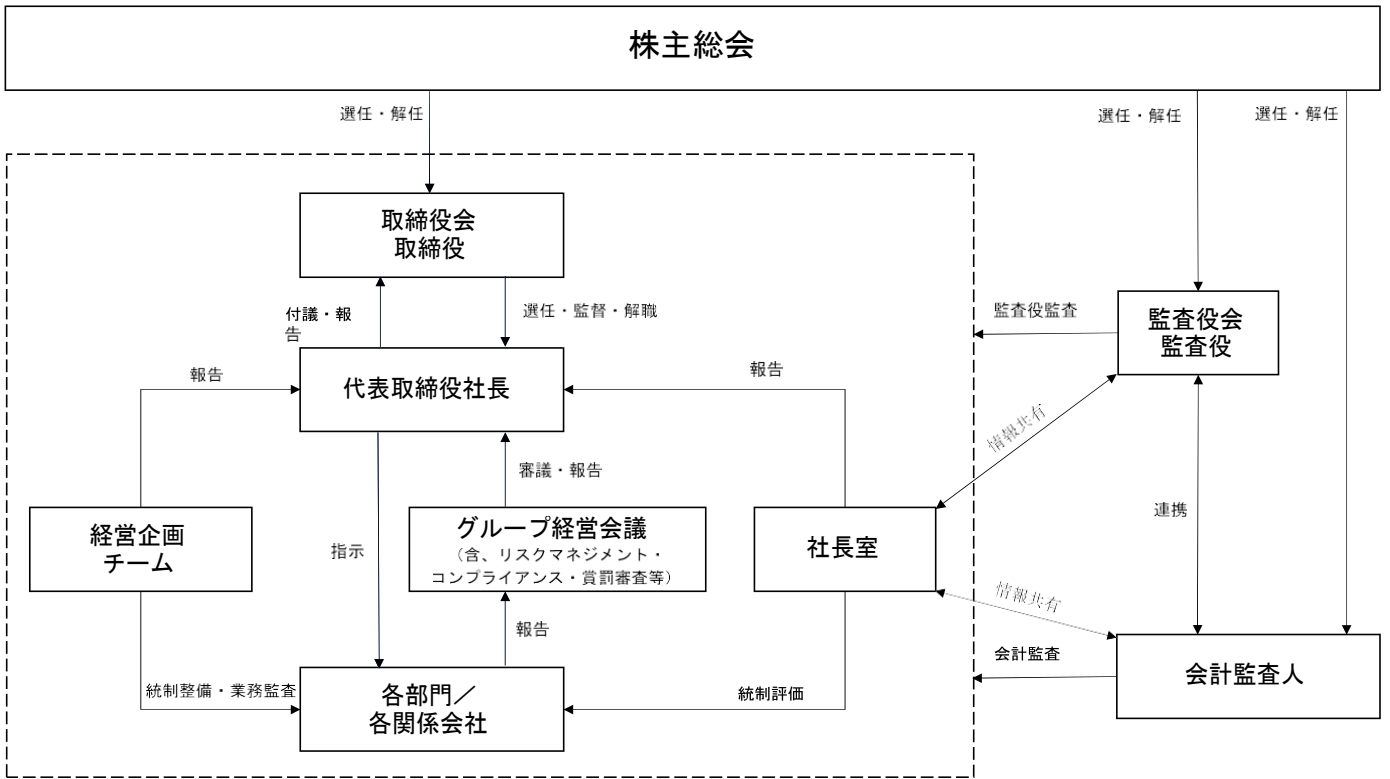 株主総会
選任・解任
選任・解任
選任・解任
取締役会
取締役
付議・報
告
選任・監督・解職
監査役監査
監査役会
監査役
報告
代表取締役社長
報告
情報共有
審議・報告
経営企画
チーム
指示
グループ経営会議
（含、リスクマネジメント・
コンプライアンス・賞罰審査等）
社長室
連携
情報共有
報告
会計監査
会計監査人
統制整備・業務監査
各部門／
各関係会社
統制評価